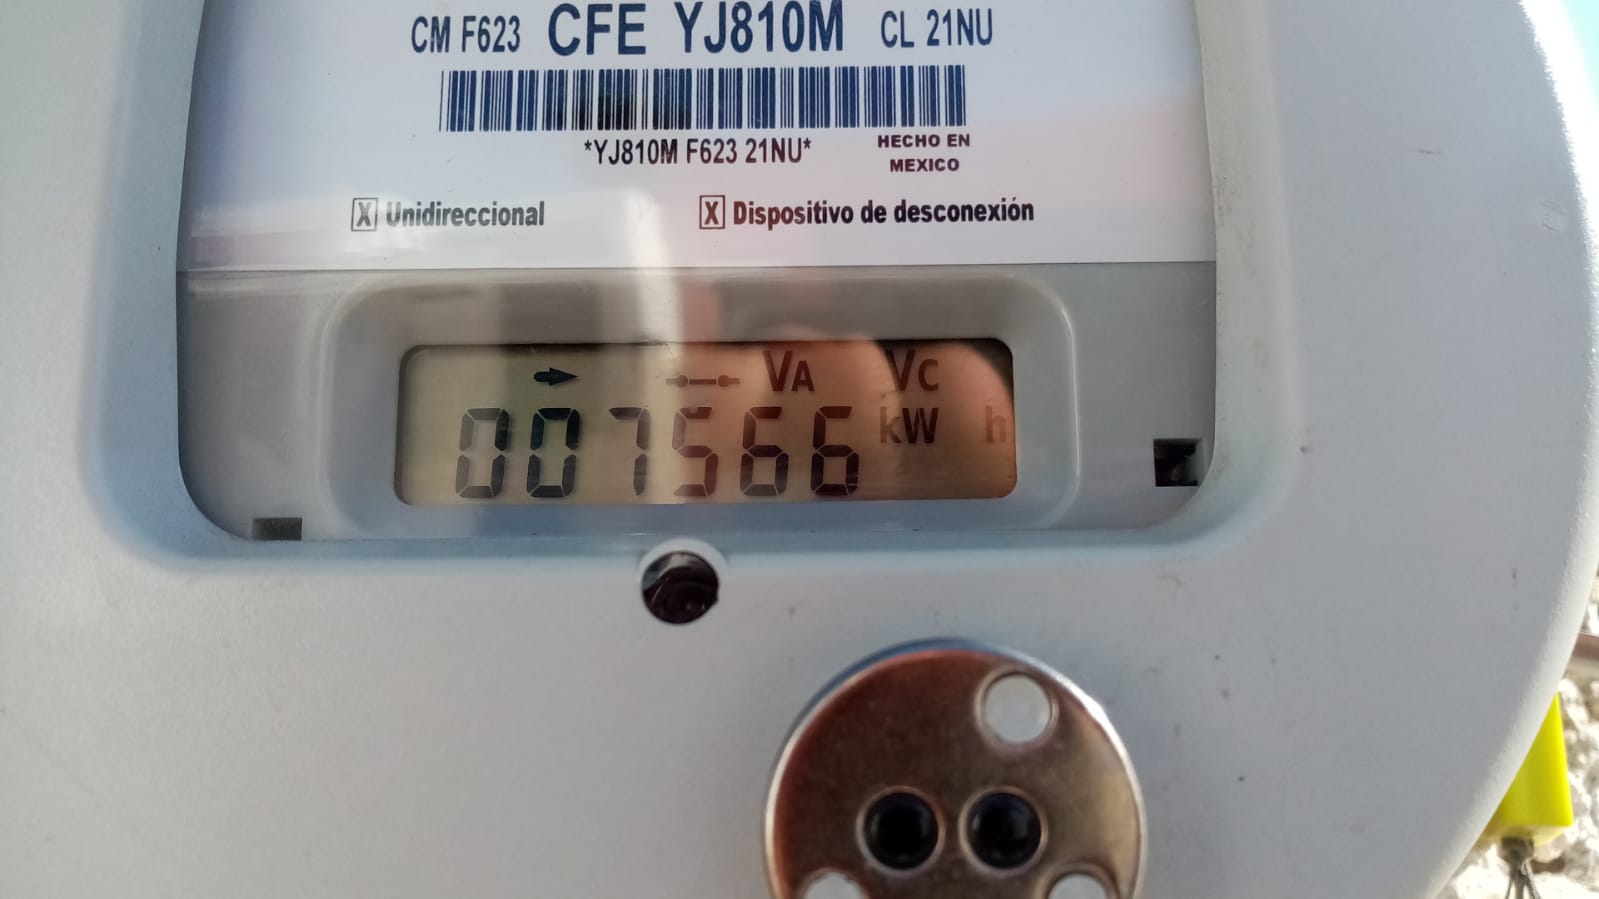 CM F623 CFE YJ810M CL 21NU
*YJ810M F623 21NU*
HECHO EN
MEXICO
X Unidireccional X Dispositivo de desconexión
VA VC
007566 kW h